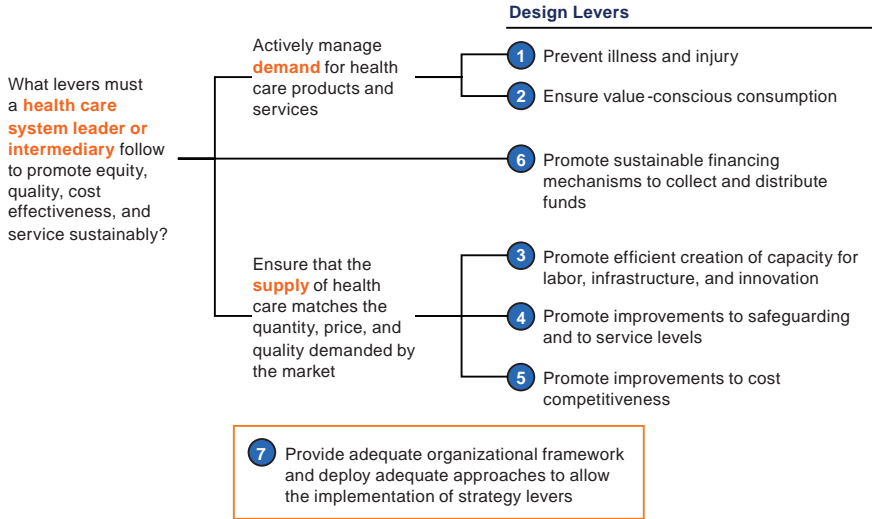 Design Levers
What levers must
a health care
system leader or
intermediary follow
to promote equity,
quality, cost
effectiveness, and
service sustainably?
Actively manage
demand for health
care products and
services
1 Prevent illness and injury
2 Ensure value-conscious consumption
6 Promote sustainable financing
mechanisms to collect and distribute
funds
Ensure that the
supply of health
care matches the
quantity, price, and
quality demanded by
the market
3 Promote efficient creation of capacity for
labor, infrastructure, and innovation
4 Promote improvements to safeguarding
and to service levels
5 Promote improvements to cost
competitiveness
7 Provide adequate organizational framework
and deploy adequate approaches to allow
the implementation of strategy levers